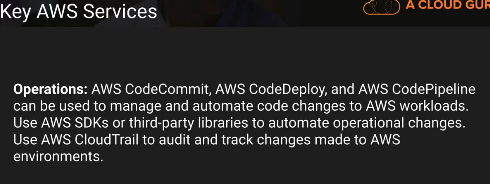 Key AWS Services
A CLOUD GUR
Operations: AWS CodeCommit, AWS CodeDeploy, and AWS CodePipeline
can be used to manage and automate code changes to AWS workloads.
Use AWS SDKs or third-party libraries to automate operational changes.
Use AWS CloudTrail to audit and track changes made to AWS
environments.